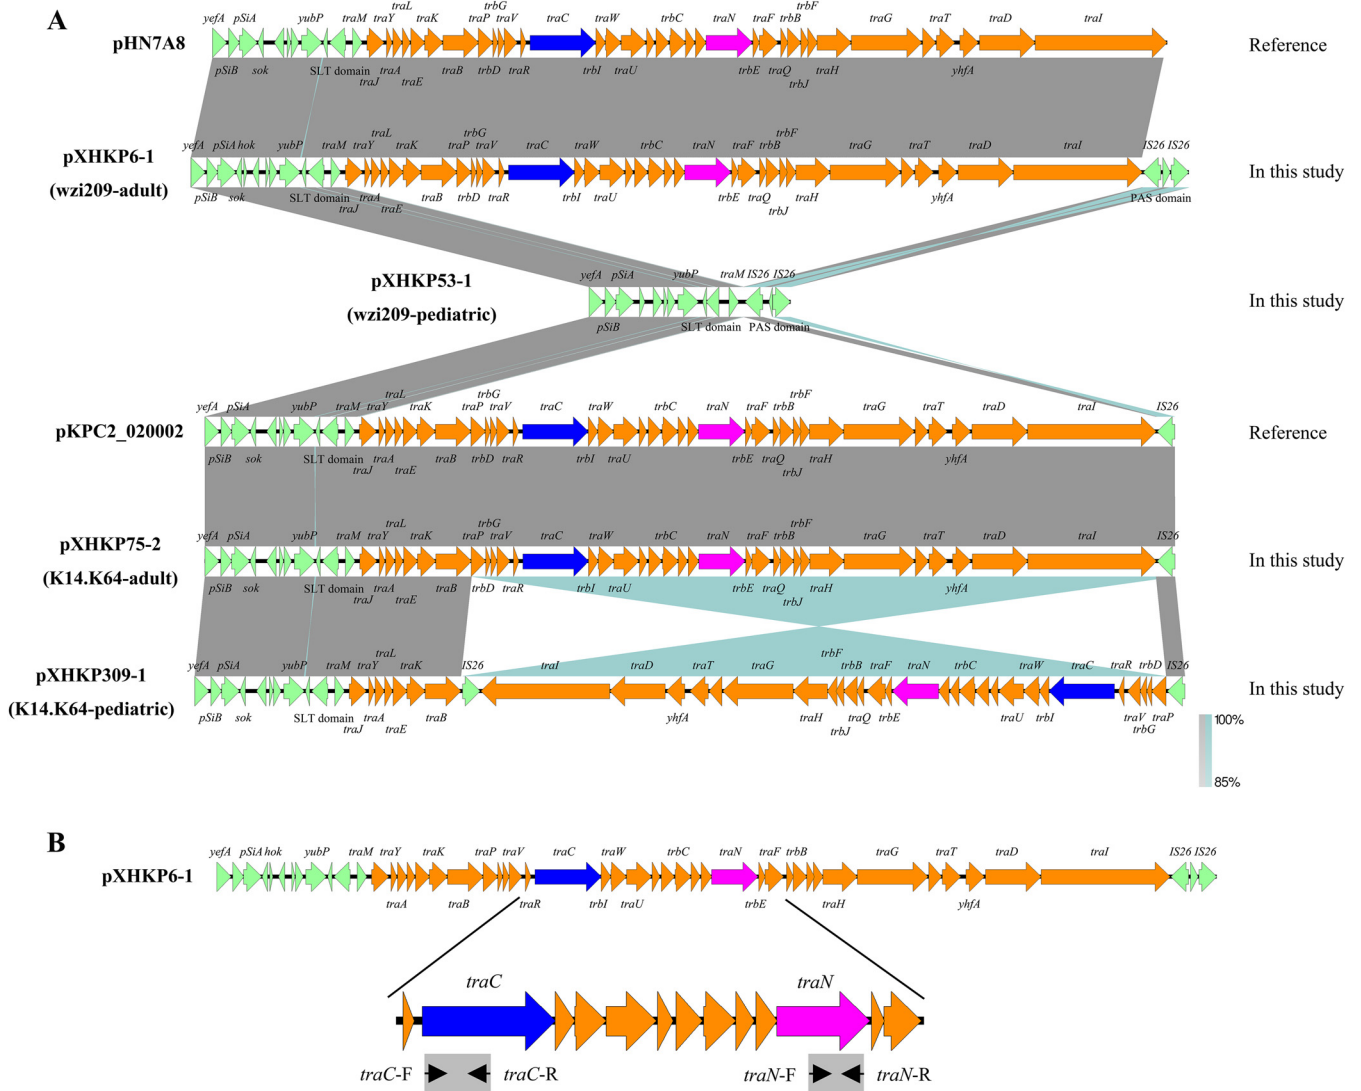 A
traL trbG trbF
yefA pSiA yubP traM traY traK traP traV traC traW trbC traN traF trbB traG traT traD traI
pHN7A8 Reference
pSiB sok SLT domain traA traB trbD traR trbI traU trbE traQ traH yhfA
traJ traE trbJ
traL trbG trbF
yefA pSiA hok yubP traM traY traK traP traV traC traW trbC traN traF trbB traG traT traD traI IS26 IS26
pXHKP6-1
(wzi209-adult)
In this study
pSiB sok SLT domain traA traB trbD traR trbI traU trbE traQ traH yhfA PAS domain
traJ traE trbJ
yefA pSiA yubP traM IS26 IS26
pXHKP53-1
(wzi209-pediatric)
In this study
pSiB SLT domain PAS domain
traL trbG trbF
yefA pSiA yubP traM traY traK traP traV traC traW trbC traN traF trbB traG traT traD traI IS26
pKPC2_020002 Reference
pSiB sok SLT domain traA traB trbD traR trbI traU trbE traQ traH yhfA
traJ traE trbJ
traL trbG trbF
yefA pSiA yubP traM traY traK traP traV traC traW trbC traN traF trbB traG traT traD traI IS26
pXHKP75-2
(K14.K64-adult)
In this study
pSiB sok SLT domain traA traB trbD traR trbI traU trbE traQ traH yhfA
traJ traE trbJ
traL trbF
yefA pSiA yubP traM traY traK IS26 traI traD traT traG trbB traF traN trbC traW traC traR trbD IS26
pXHKP309-1
(K14.K64-pediatric)
In this study
pSiB sok SLT domain traA traB yhfA traH traQ trbE traU trbI traV traP
traJ traE trbJ trbG
100%
85%
B
yefA pSiA hok yubP traM traY traK traP traV traC traW trbC traN traF trbB traG traT traD traI IS26 IS26
pXHKP6-1
traA traB traR trbI traU trbE traH yhfA
traC traN
traC-F traC-R traN-F traN-R